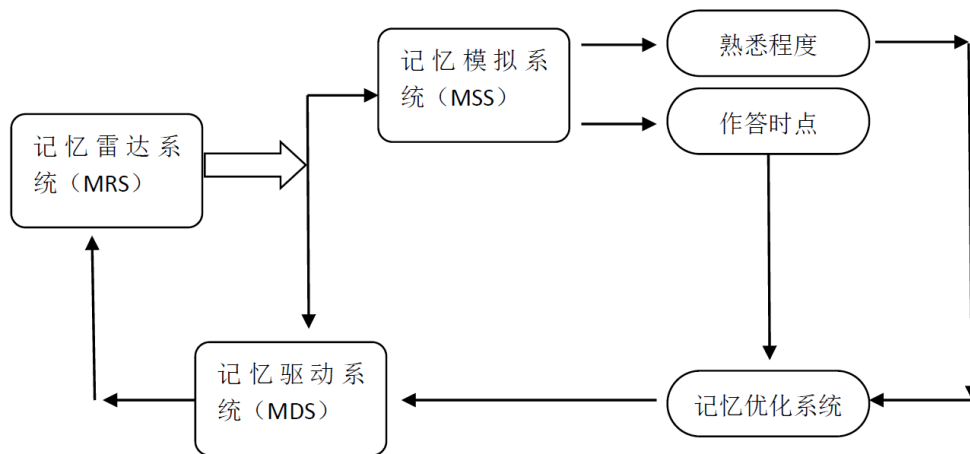 记忆模拟系
统（MSS）
熟悉程度
作答时点
记忆雷达系
统（MRS）
记忆驱动系
统（MDS）
记忆优化系统